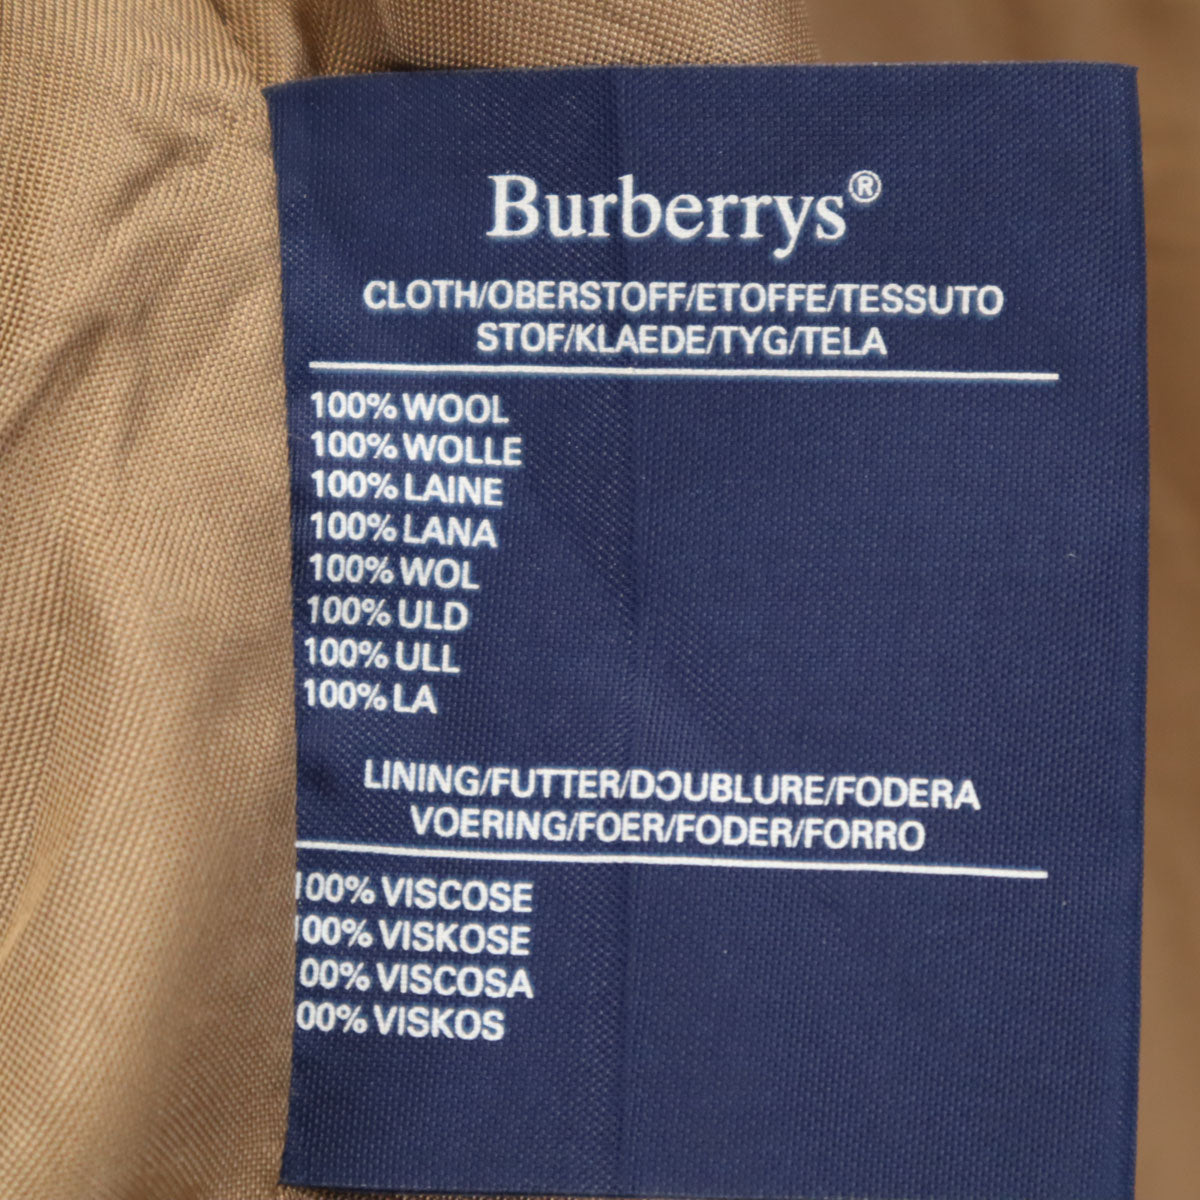 Burberrys®
CLOTH/OBERSTOFF/ETOFFE/TESSUTO
STOF/KLAEDE/TYG/TELA
100% WOOL
100% WOLLE
100% LAINE
100% LANA
100% WOL
100% ULD
100% ULL
100% LA
LINING/FUTTER/DOUBLURE/FODERA
VOERING/FOER/FODER/FORRO
100% VISCOSE
100% VISKOSE
00% VISCOSA
00% VISKOS